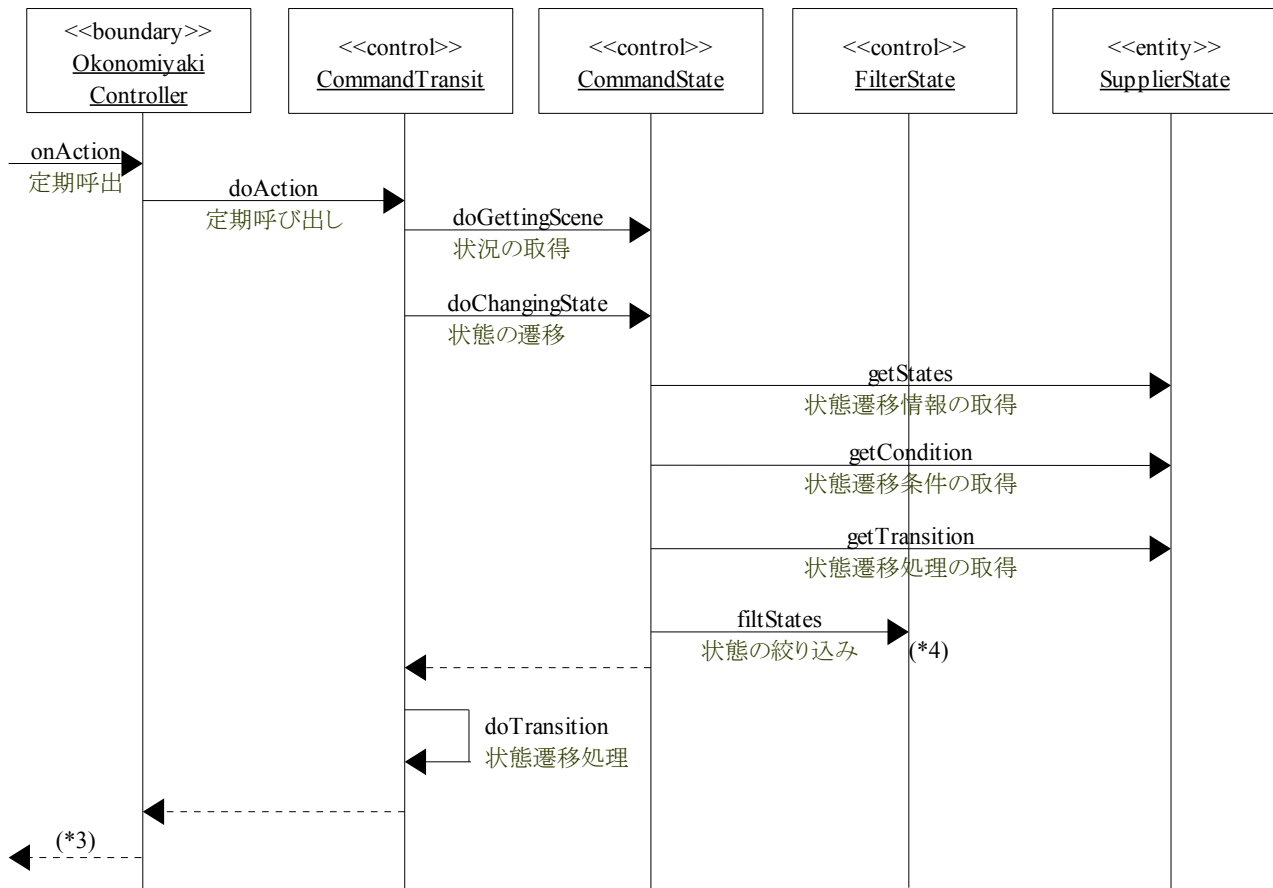 <<boundary>>
Okonomiyaki
Controller
<<control>>
CommandTransit
<<control>>
CommandState
<<control>>
FilterState
<<entity>>
SupplierState
onAction
定期呼出
doAction
定期呼び出し
doGettingScene
状況の取得
doChangingState
状態の遷移
getStates
状態遷移情報の取得
getCondition
状態遷移条件の取得
getTransition
状態遷移処理の取得
filtStates
状態の絞り込み
(*4)
doTransition
状態遷移処理
(*3)